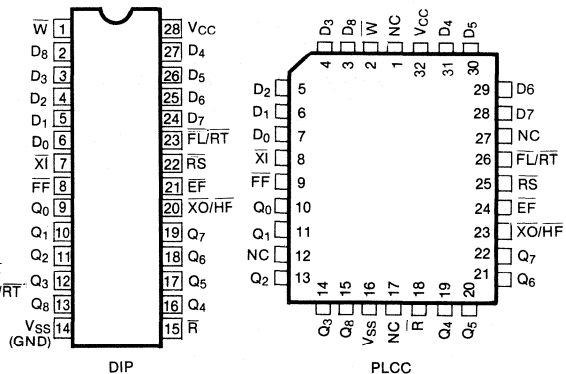 W̅ 1 28 VCC
D8 2 27 D4
D3 3 26 D5
D2 4 25 D6
D1 5 24 D7
D0 6 23 F̅L̅/R̅T̅
X̅I̅ 7 22 R̅S̅
F̅F̅ 8 21 E̅F̅
Q0 9 20 X̅O̅/H̅F̅
Q1 10 19 Q7
Q2 11 18 Q6
Q3 12 17 Q5
Q8 13 16 Q4
VSS 14 15 R̅
(GND)
/R̅T̅
DIP
D3 D8 W̅ NC VCC D4 D5
4 3 2 1 32 31 30
D2 5 29 D6
D1 6 28 D7
D0 7 27 NC
X̅I̅ 8 26 F̅L̅/R̅T̅
F̅F̅ 9 25 R̅S̅
Q0 10 24 E̅F̅
Q1 11 23 X̅O̅/H̅F̅
NC 12 22 Q7
Q2 13 21 Q6
14 15 16 17 18 19 20
Q3 Q8 VSS NC R̅ Q4 Q5
PLCC